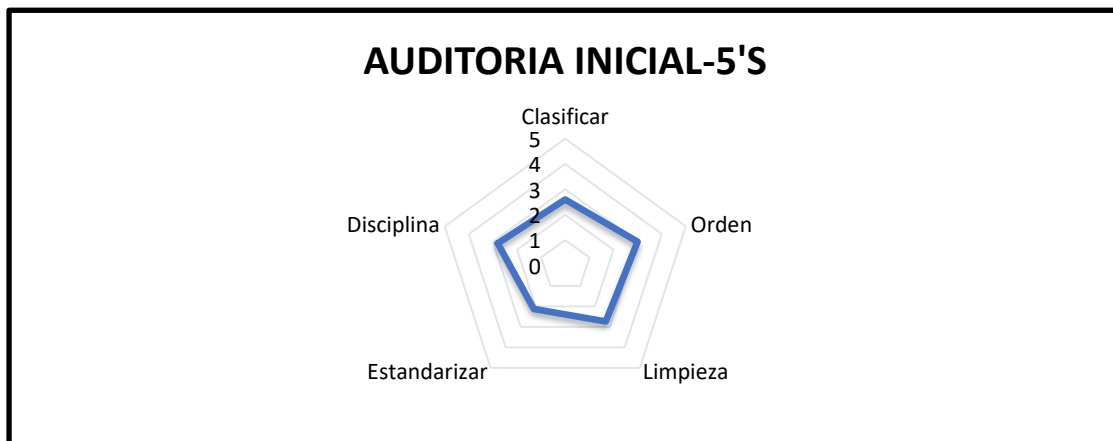 AUDITORIA INICIAL-5'S
Clasificar
5
4
3
2
1
0
Disciplina
Orden
Estandarizar
Limpieza